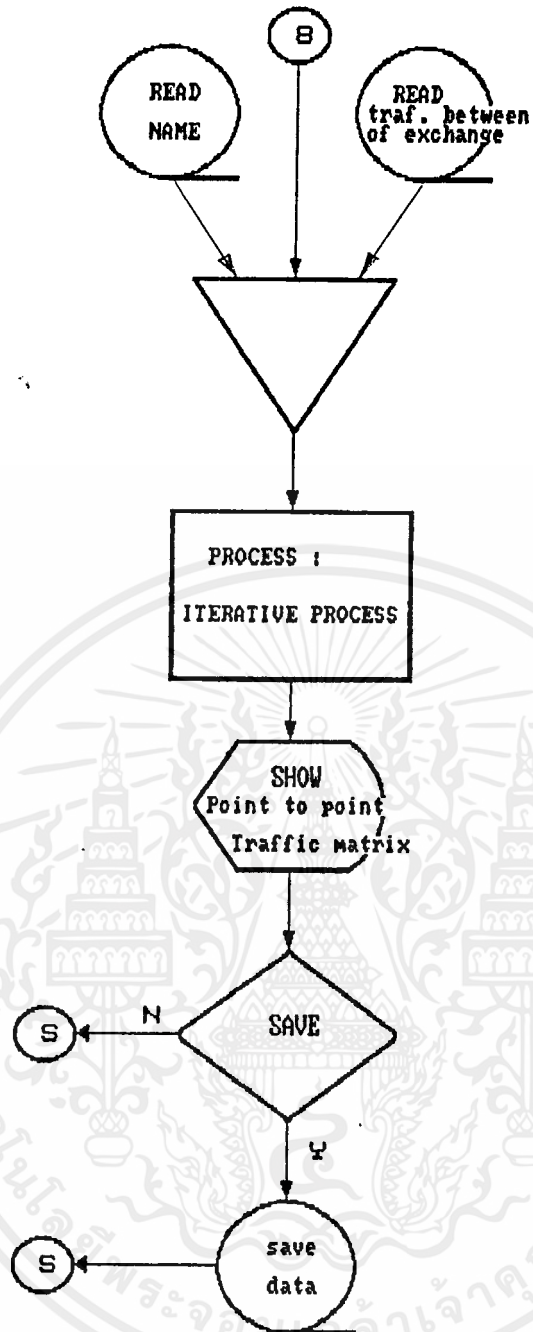 8
READ
NAME
READ
traf. between
of exchange
PROCESS :
ITERATIVE PROCESS
SHOW
Point to point
Traffic matrix
SAVE
N
S
Y
save
data
S